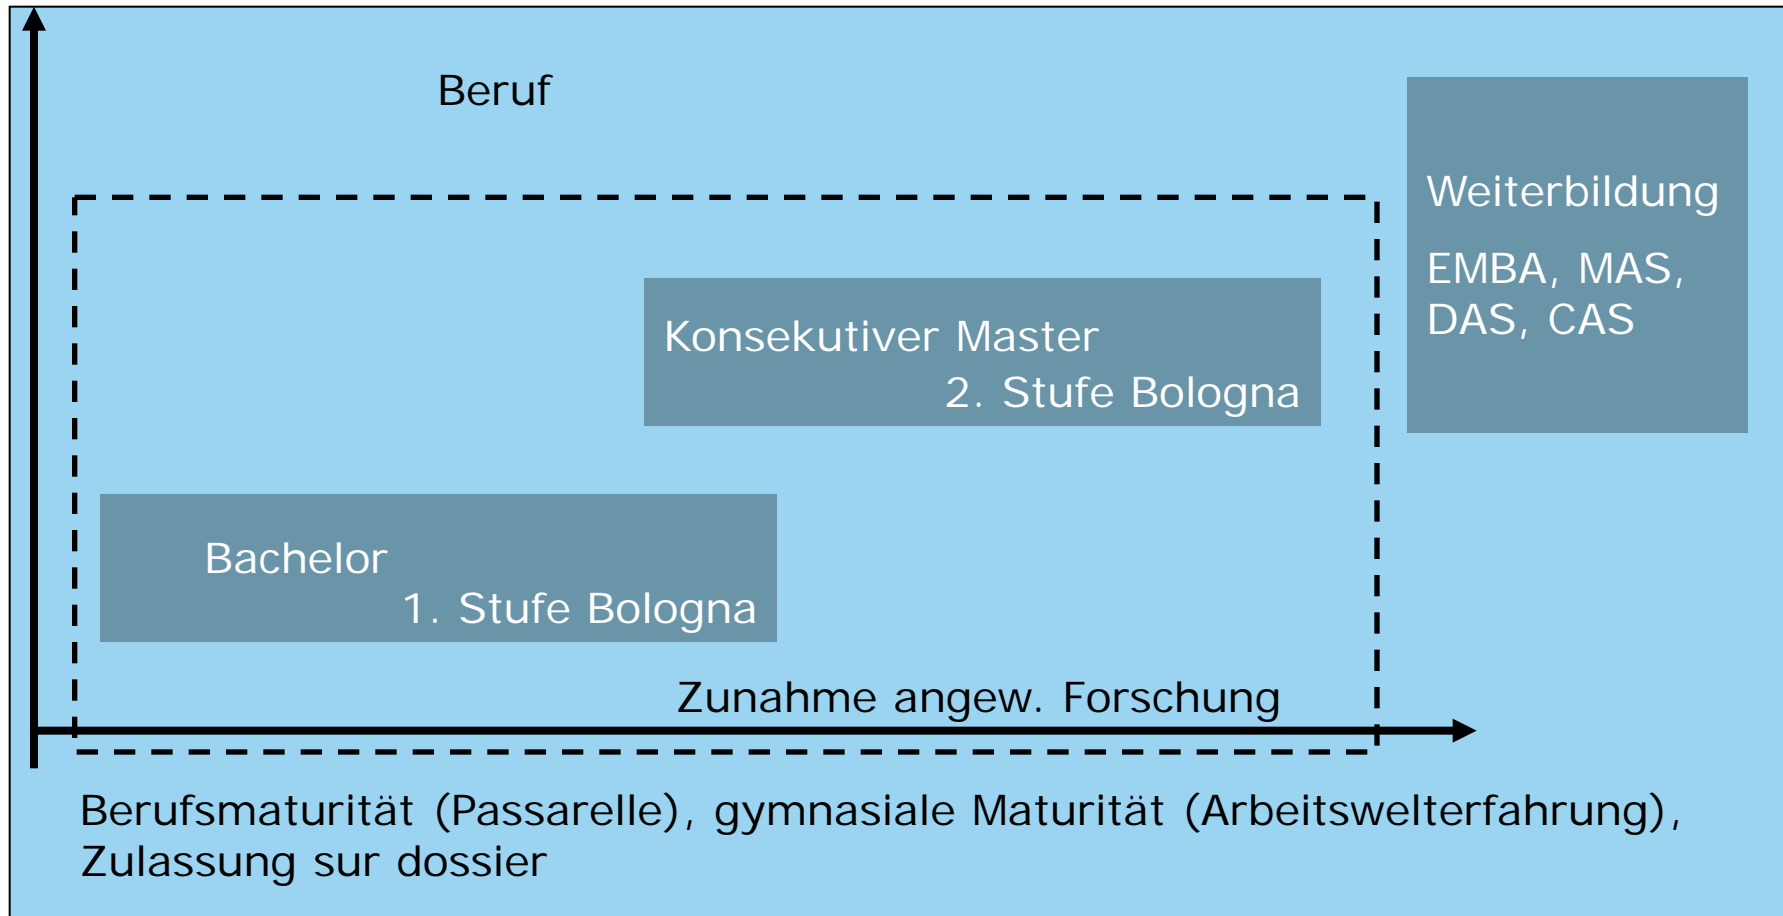 Beruf
Weiterbildung
EMBA, MAS,
DAS, CAS
Konsekutiver Master
2. Stufe Bologna
Bachelor
1. Stufe Bologna
Zunahme angew. Forschung
Berufsmaturität (Passarelle), gymnasiale Maturität (Arbeitswelterfahrung),
Zulassung sur dossier